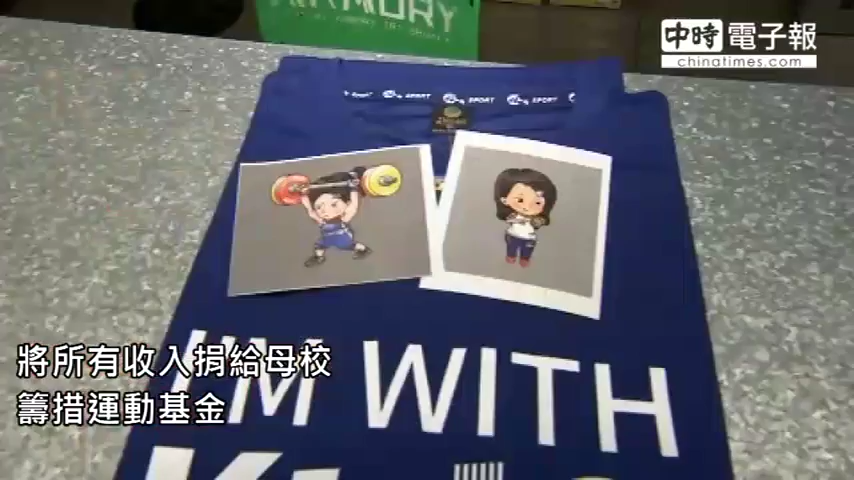 ARMORY
中時電子報
chinatimes.com
SPORT SPORT SPORT
I'M WITH
將所有收入捐給母校
籌措運動基金